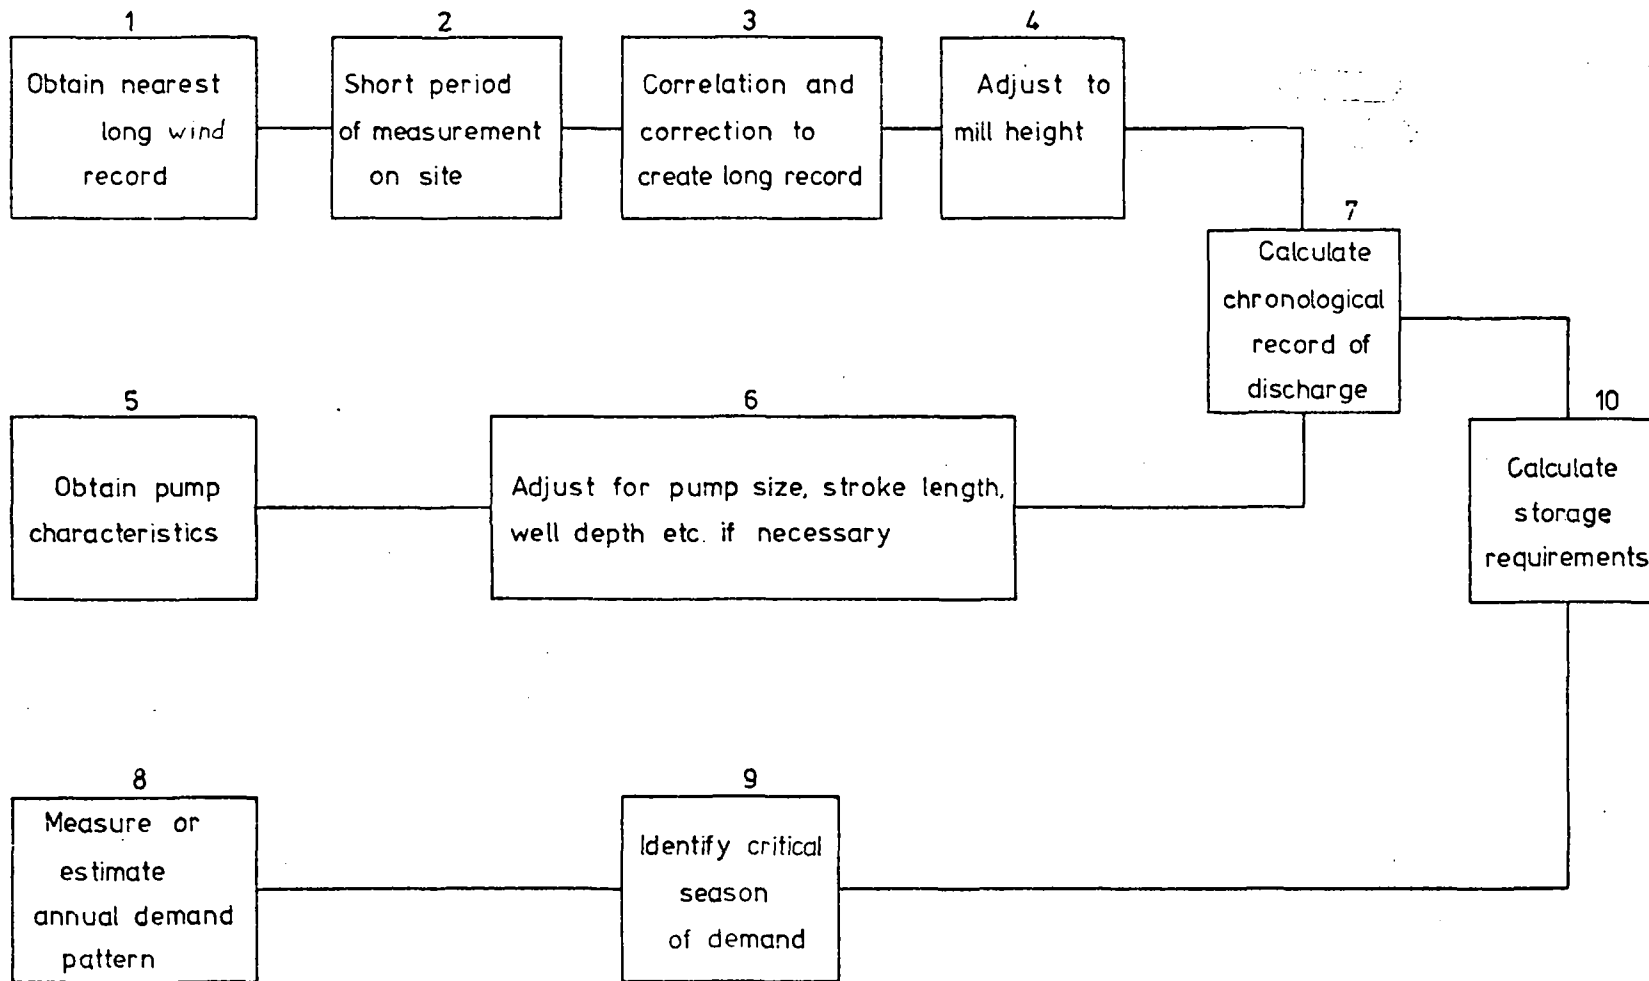 1
Obtain nearest
long wind
record
2
Short period
of measurement
on site
3
Correlation and
correction to
create long record
4
Adjust to
mill height
7
Calculate
chronological
record of
discharge
5
Obtain pump
characteristics
6
Adjust for pump size, stroke length,
well depth etc. if necessary
10
Calculate
storage
requirements
8
Measure or
estimate
annual demand
pattern
9
Identify critical
season
of demand